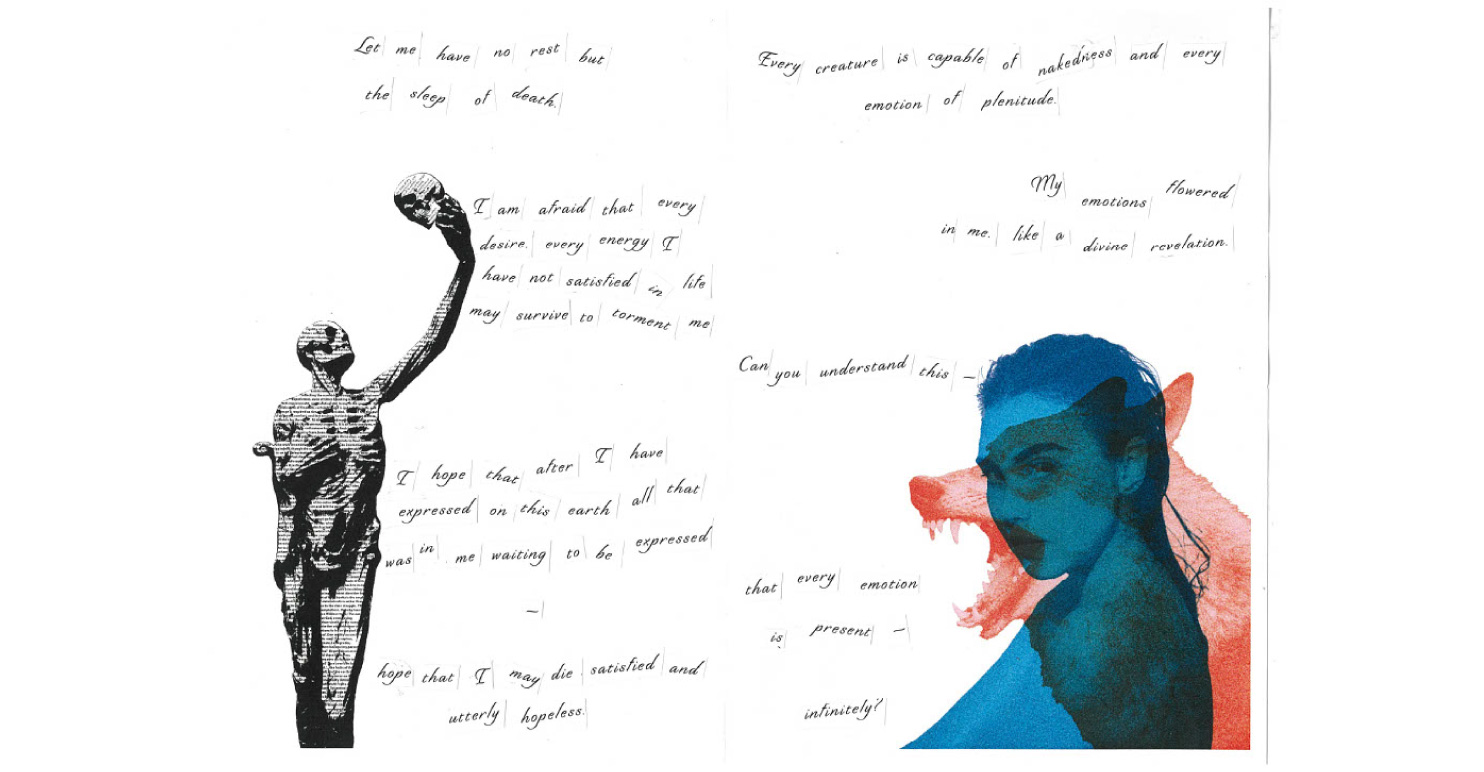 Let me have no rest but
the sleep of death.
I am afraid that every
desire. every energy I
have not satisfied in life
may survive to torment me
I hope that after I have
expressed on this earth all that
was in me waiting to be expressed
—
hope that I may die satisfied and
utterly hopeless.
Every creature is capable of nakedness and every
emotion of plenitude.
My emotions flowered
in me. like a divine revelation.
Can you understand this —
that every emotion
is present —
infinitely?